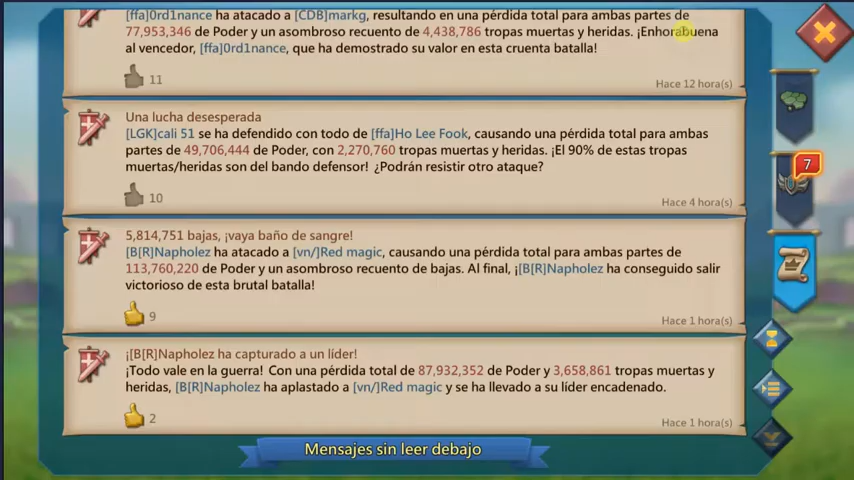 [ffa]0rd1nance ha atacado a [CDB]markg, resultando en una pérdida total para ambas partes de
77,953,346 de Poder y un asombroso recuento de 4,438,786 tropas muertas y heridas. ¡Enhorabuena
al vencedor, [ffa]0rd1nance, que ha demostrado su valor en esta cruenta batalla!
11
Hace 12 hora(s)
Una lucha desesperada
[LGK]cali 51 se ha defendido con todo de [ffa]Ho Lee Fook, causando una pérdida total para ambas
partes de 49,706,444 de Poder, con 2,270,760 tropas muertas y heridas. ¡El 90% de estas tropas
muertas/heridas son del bando defensor! ¿Podrán resistir otro ataque?
10
Hace 4 hora(s)
5,814,751 bajas, ¡vaya baño de sangre!
[B[R]Napholez ha atacado a [vn/]Red magic, causando una pérdida total para ambas partes de
113,760,220 de Poder y un asombroso recuento de bajas. Al final, ¡[B[R]Napholez ha conseguido salir
victorioso de esta brutal batalla!
9
Hace 1 hora(s)
¡[B[R]Napholez ha capturado a un líder!
¡Todo vale en la guerra! Con una pérdida total de 87,932,352 de Poder y 3,658,861 tropas muertas y
heridas, [B[R]Napholez ha aplastado a [vn/]Red magic y se ha llevado a su líder encadenado.
2
Hace 1 hora(s)
Mensajes sin leer debajo
7